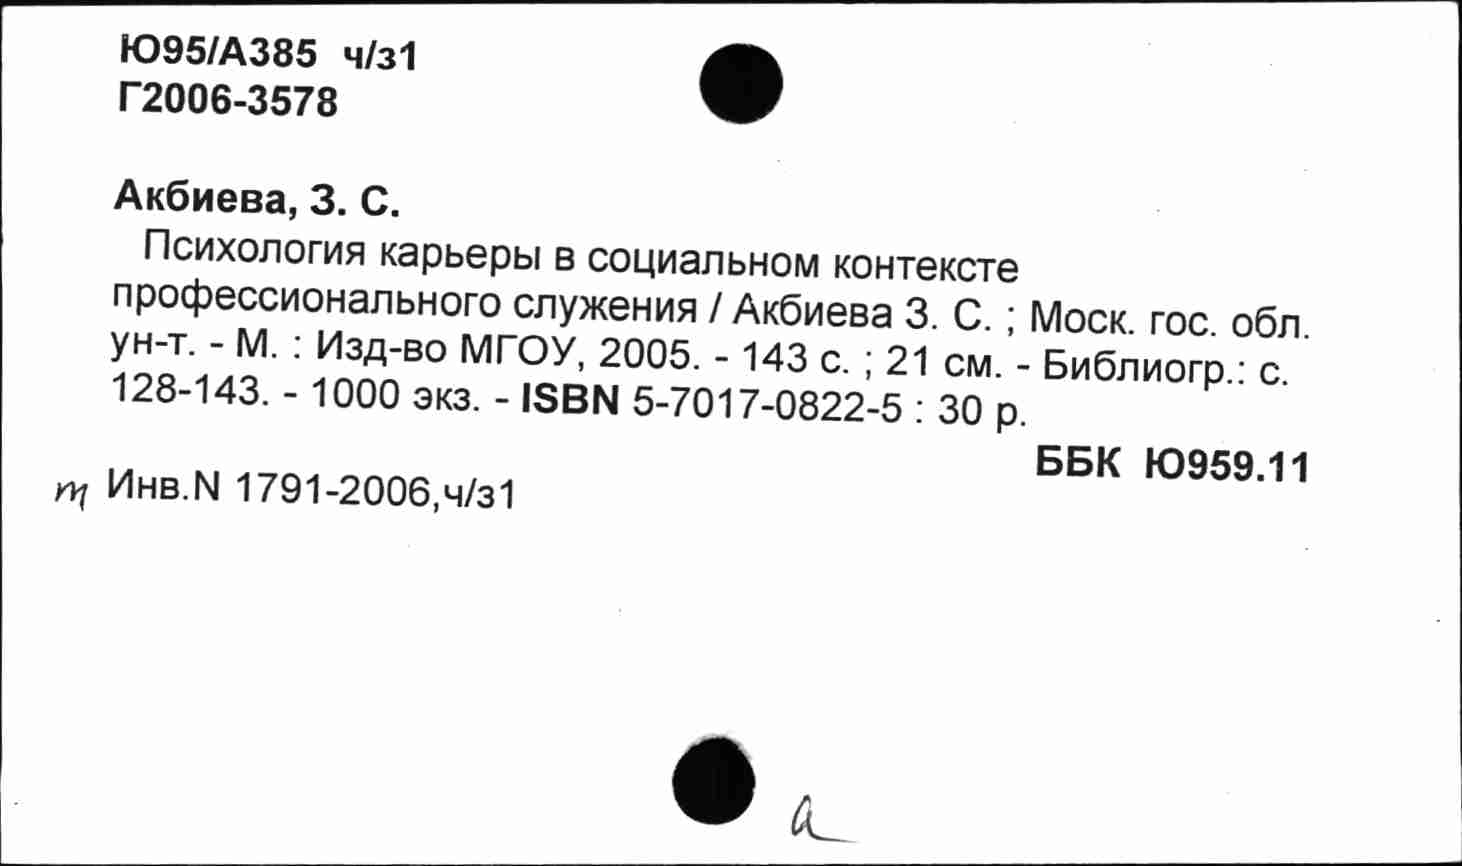 Ю95/А385 ч/з1
Г2006-3578
Акбиева, З. С.
Психология карьеры в социальном контексте
профессионального служения / Акбиева З. С. ; Моск. гос. обл.
ун-т. - М. : Изд-во МГОУ, 2005. - 143 с. ; 21 см. - Библиогр.: с.
128-143. - 1000 экз. - ISBN 5-7017-0822-5 : 30 р.
ББК Ю959.11
Инв.N 1791-2006,ч/з1
а